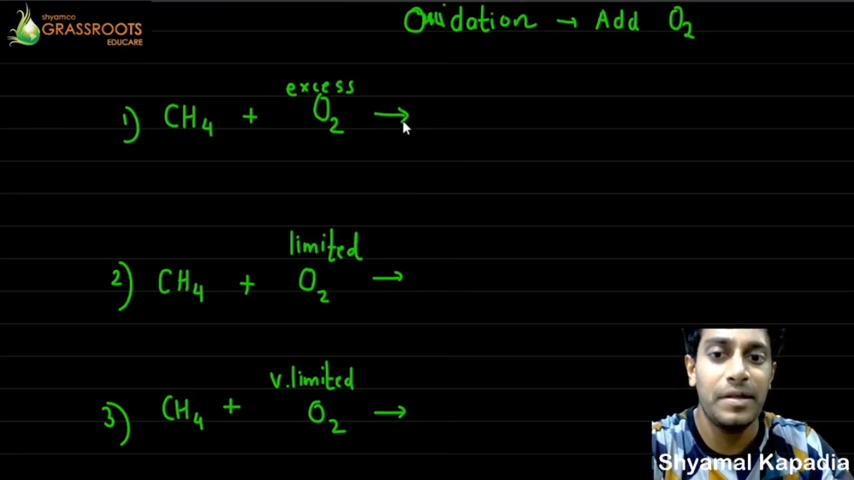 shyamco
GRASSROOTS
EDUCARE
Oxidation → Add O₂
excess
1) CH₄ + O₂ →
limited
2) CH₄ + O₂ →
v.limited
3) CH₄ + O₂ →
Shyamal Kapadia